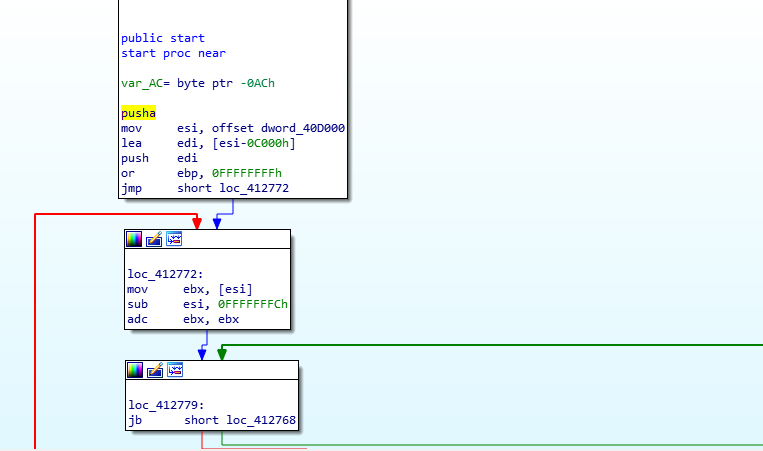 public start
start proc near
var_AC= byte ptr -0ACh
pusha
mov     esi, offset dword_40D000
lea     edi, [esi-0C000h]
push    edi
or      ebp, 0FFFFFFFFh
jmp     short loc_412772
loc_412772:
mov     ebx, [esi]
sub     esi, 0FFFFFFFCh
adc     ebx, ebx
loc_412779:
jb      short loc_412768